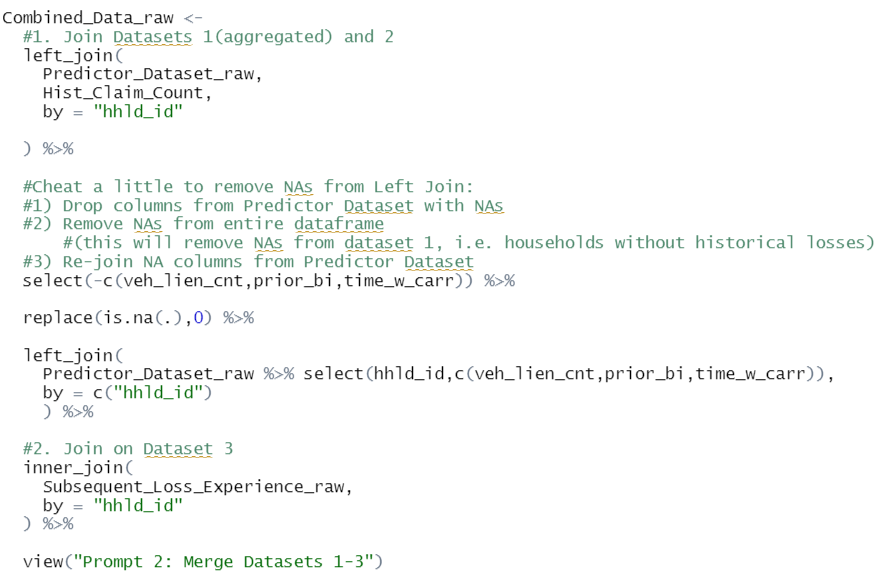 Combined_Data_raw <-
#1. Join Datasets 1(aggregated) and 2
left_join(
Predictor_Dataset_raw,
Hist_Claim_Count,
by = "hhld_id"
) %>%
#Cheat a little to remove NAs from Left Join:
#1) Drop columns from Predictor Dataset with NAs
#2) Remove NAs from entire dataframe
#(this will remove NAs from dataset 1, i.e. households without historical losses)
#3) Re-join NA columns from Predictor Dataset
select(-c(veh_lien_cnt,prior_bi,time_w_carr)) %>%
replace(is.na(.),0) %>%
left_join(
Predictor_Dataset_raw %>% select(hhld_id,c(veh_lien_cnt,prior_bi,time_w_carr)),
by = c("hhld_id")
) %>%
#2. Join on Dataset 3
inner_join(
Subsequent_Loss_Experience_raw,
by = "hhld_id"
) %>%
view("Prompt 2: Merge Datasets 1-3")